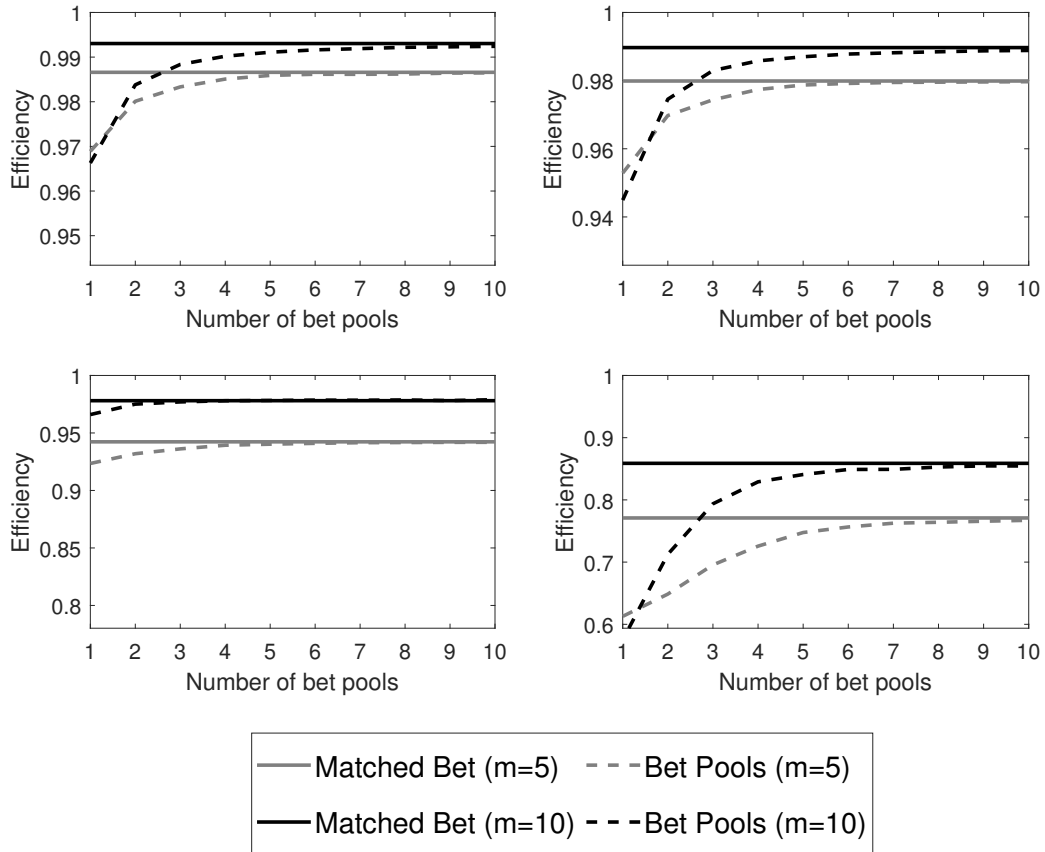 1
0.99
0.98
0.97
0.96
0.95
Efficiency
1 2 3 4 5 6 7 8 9 10
Number of bet pools
1
0.98
0.96
0.94
Efficiency
1 2 3 4 5 6 7 8 9 10
Number of bet pools
1
0.95
0.9
0.85
0.8
Efficiency
1 2 3 4 5 6 7 8 9 10
Number of bet pools
1
0.9
0.8
0.7
0.6
Efficiency
1 2 3 4 5 6 7 8 9 10
Number of bet pools
Matched Bet (m=5) Bet Pools (m=5)
Matched Bet (m=10) Bet Pools (m=10)